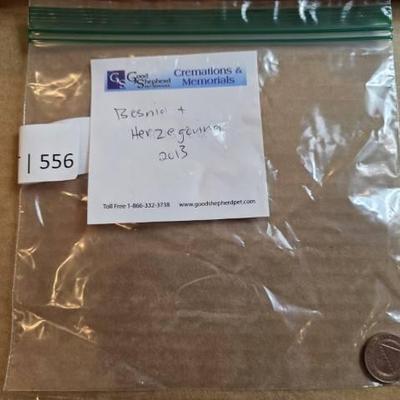 GS Good Shepherd Cremations & Memorials
Bosnia +
Herzegovina
2013
| 556
Toll Free 1-866-332-3738 www.goodshepherdpet.com